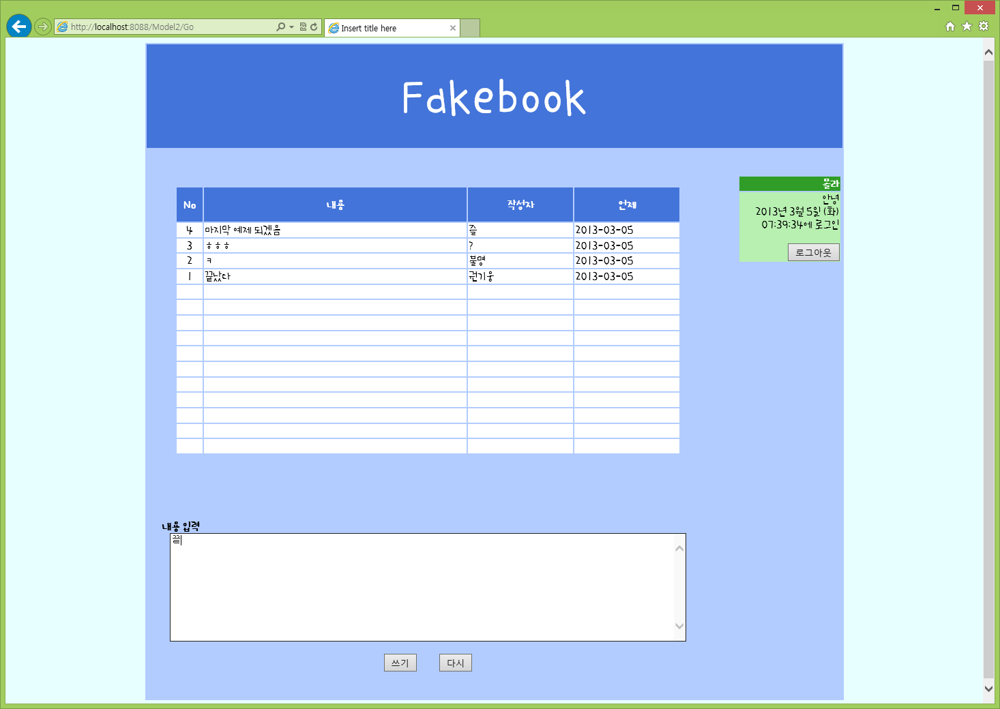 http://localhost:8088/Model2/Go
Insert title here
Fakebook
몰라
안녕
2013년 3월 5일 (화)
07:39:34에 로그인
로그아웃
No 내용 작성자 언제
4 마지막 예제 되겠음 즐 2013-03-05
3 ㅎㅎㅎ ? 2013-03-05
2 ㅋ 불명 2013-03-05
1 끝났다 권기웅 2013-03-05
내용 입력
끝
쓰기 다시